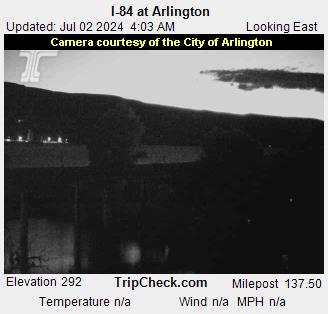 I-84 at Arlington
Updated: Jul 02 2024  4:03 AM
Looking East
Camera courtesy of the City of Arlington
Elevation 292
TripCheck.com
Milepost 137.50
Temperature n/a
Wind n/a MPH n/a